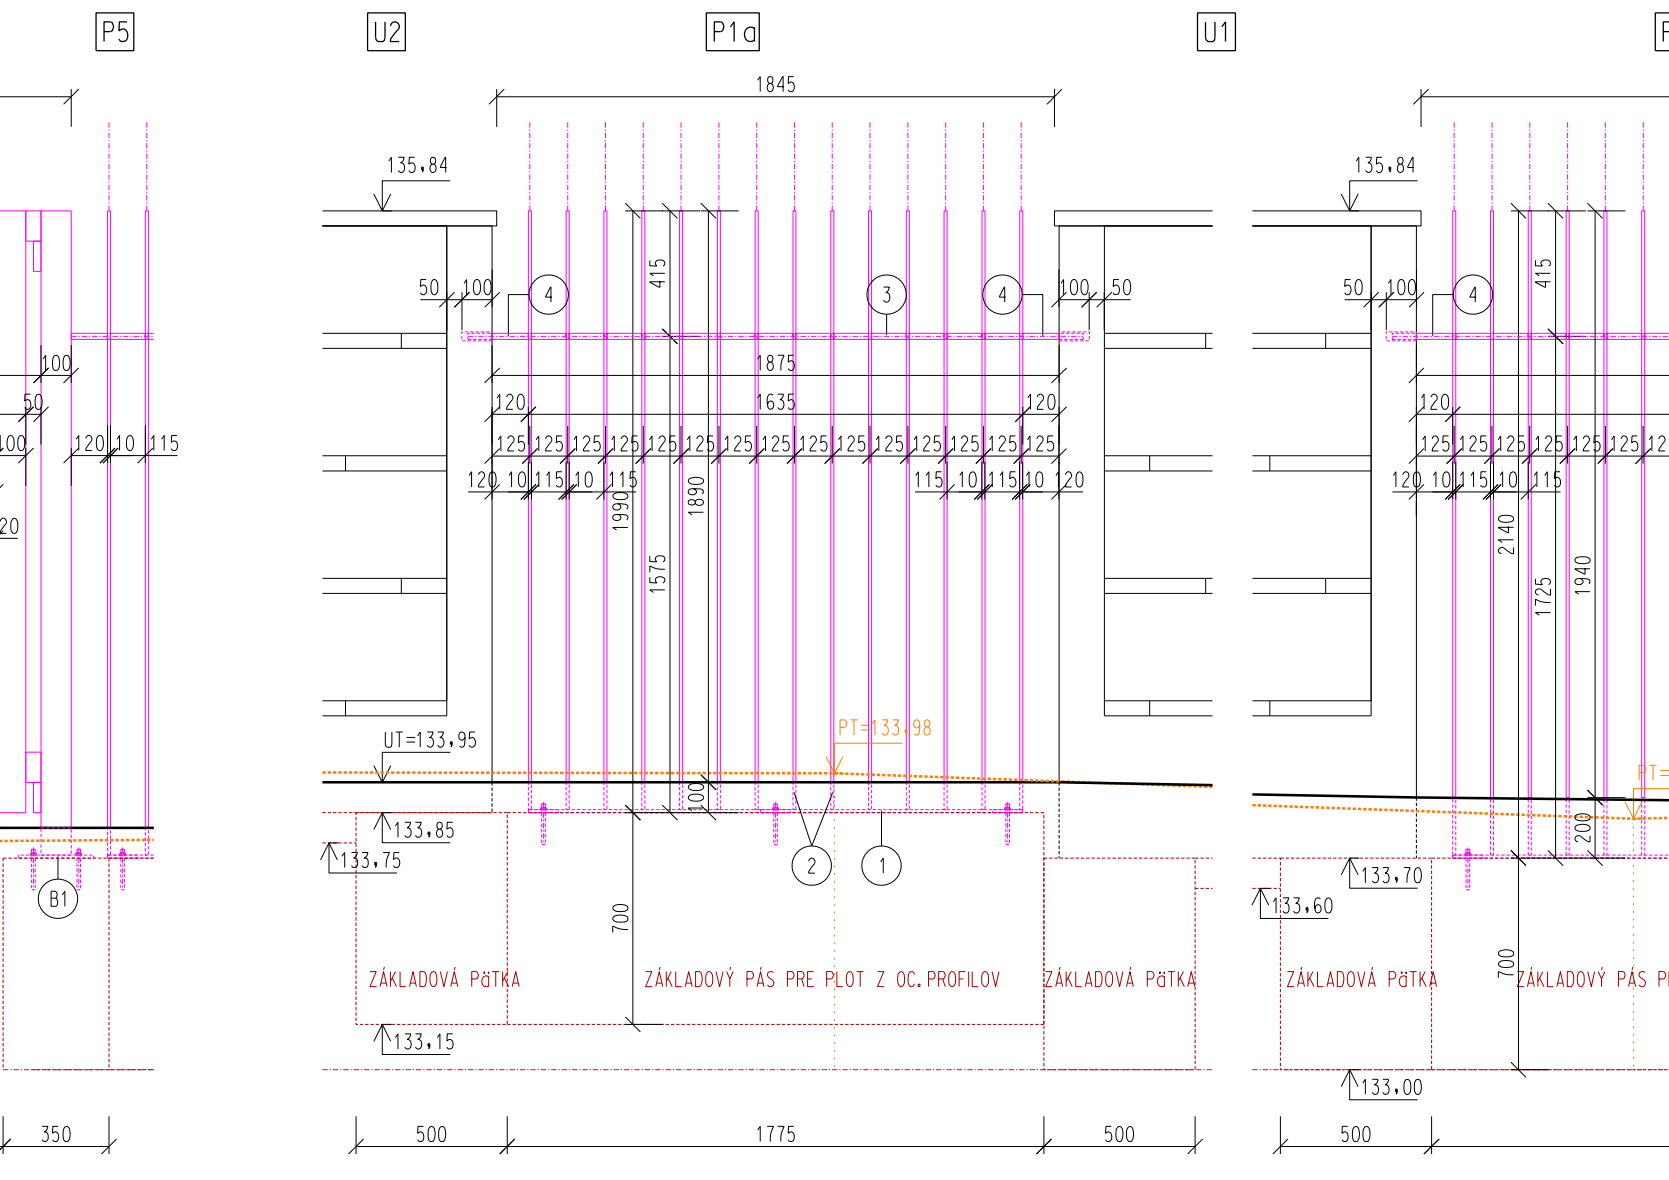 P5 U2 P1a U1
1845
135,84 135,84
415 415
50 100 4 3 4 100 50 50 100 4
100 1875
50 120 1635 120 120
100 120 10 115 125 125 125 125 125 125 125 125 125 125 125 125 125 125 125 125 125 125 125 125 125
120 10 115 10 115 115 10 115 10 120 120 10 115 10 115
20 1990 1890 2140
1575 1725 1940
UT=133,95 PT=133,98
PT=
100 200
133,85 133,75 2 1 133,70
B1 133,60
700 700
ZÁKLADOVÁ PäTKA ZÁKLADOVÝ PÁS PRE PLOT Z OC.PROFILOV ZÁKLADOVÁ PäTKA ZÁKLADOVÁ PäTKA ZÁKLADOVÝ PÁS
133,15
133,00
350 500 1775 500 500